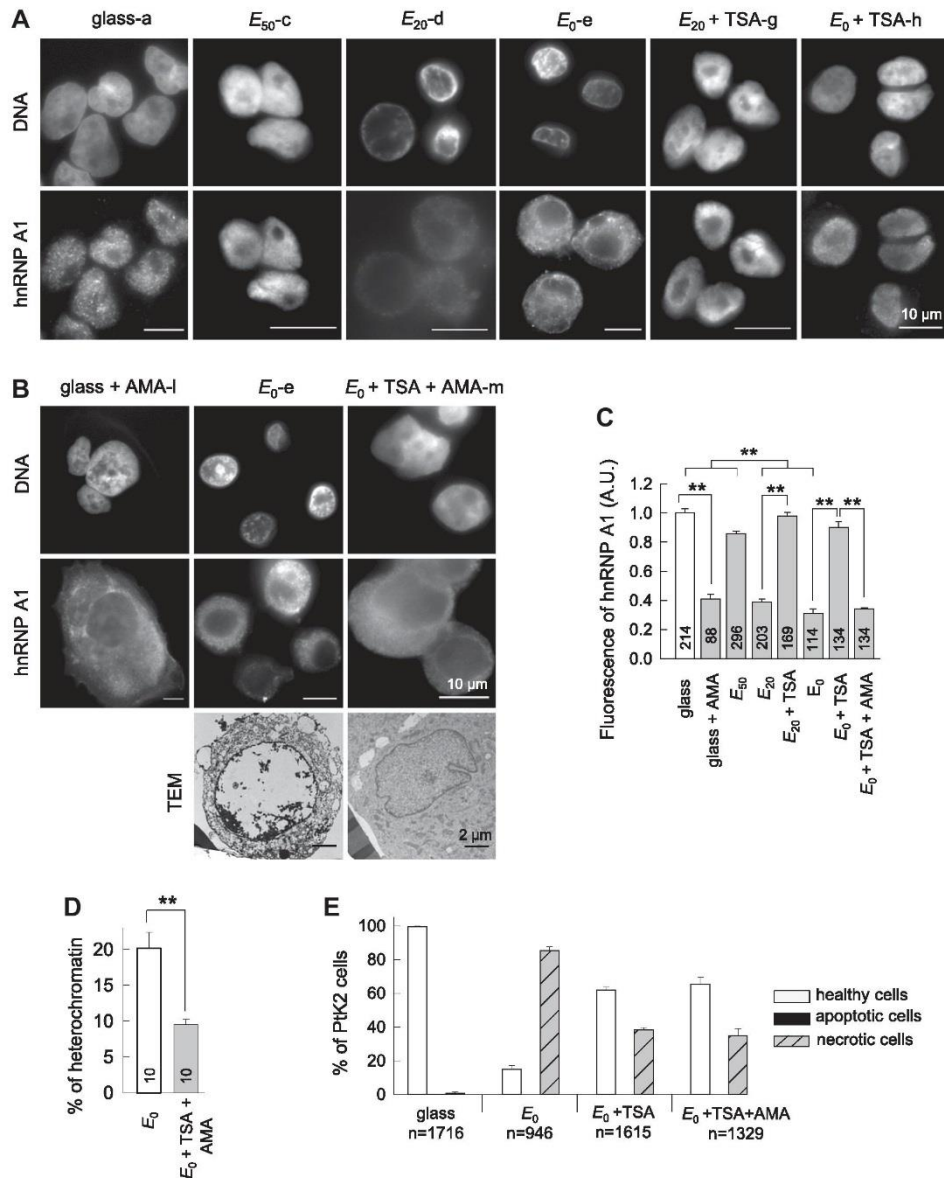 A
glass-a E50-c E20-d E0-e E20 + TSA-g E0 + TSA-h
DNA
hnRNP A1
10 µm
B
glass + AMA-l E0-e E0 + TSA + AMA-m
DNA
hnRNP A1
10 µm
TEM
2 µm
C
** ** ** ** **
Fluorescence of hnRNP A1 (A.U.)
1.2
1.0
0.8
0.6
0.4
0.2
0.0
214 88 296 203 169 114 134 134
glass
glass + AMA
E50
E20
E20 + TSA
E0
E0 + TSA
E0 + TSA + AMA
D
**
% of heterochromatin
20
15
10
5
0
10 10
E0
E0 + TSA +
AMA
E
% of PtK2 cells
100
80
60
40
20
0
glass E0 E0 +TSA E0 +TSA+AMA
n=1716 n=946 n=1615 n=1329
healthy cells
apoptotic cells
necrotic cells